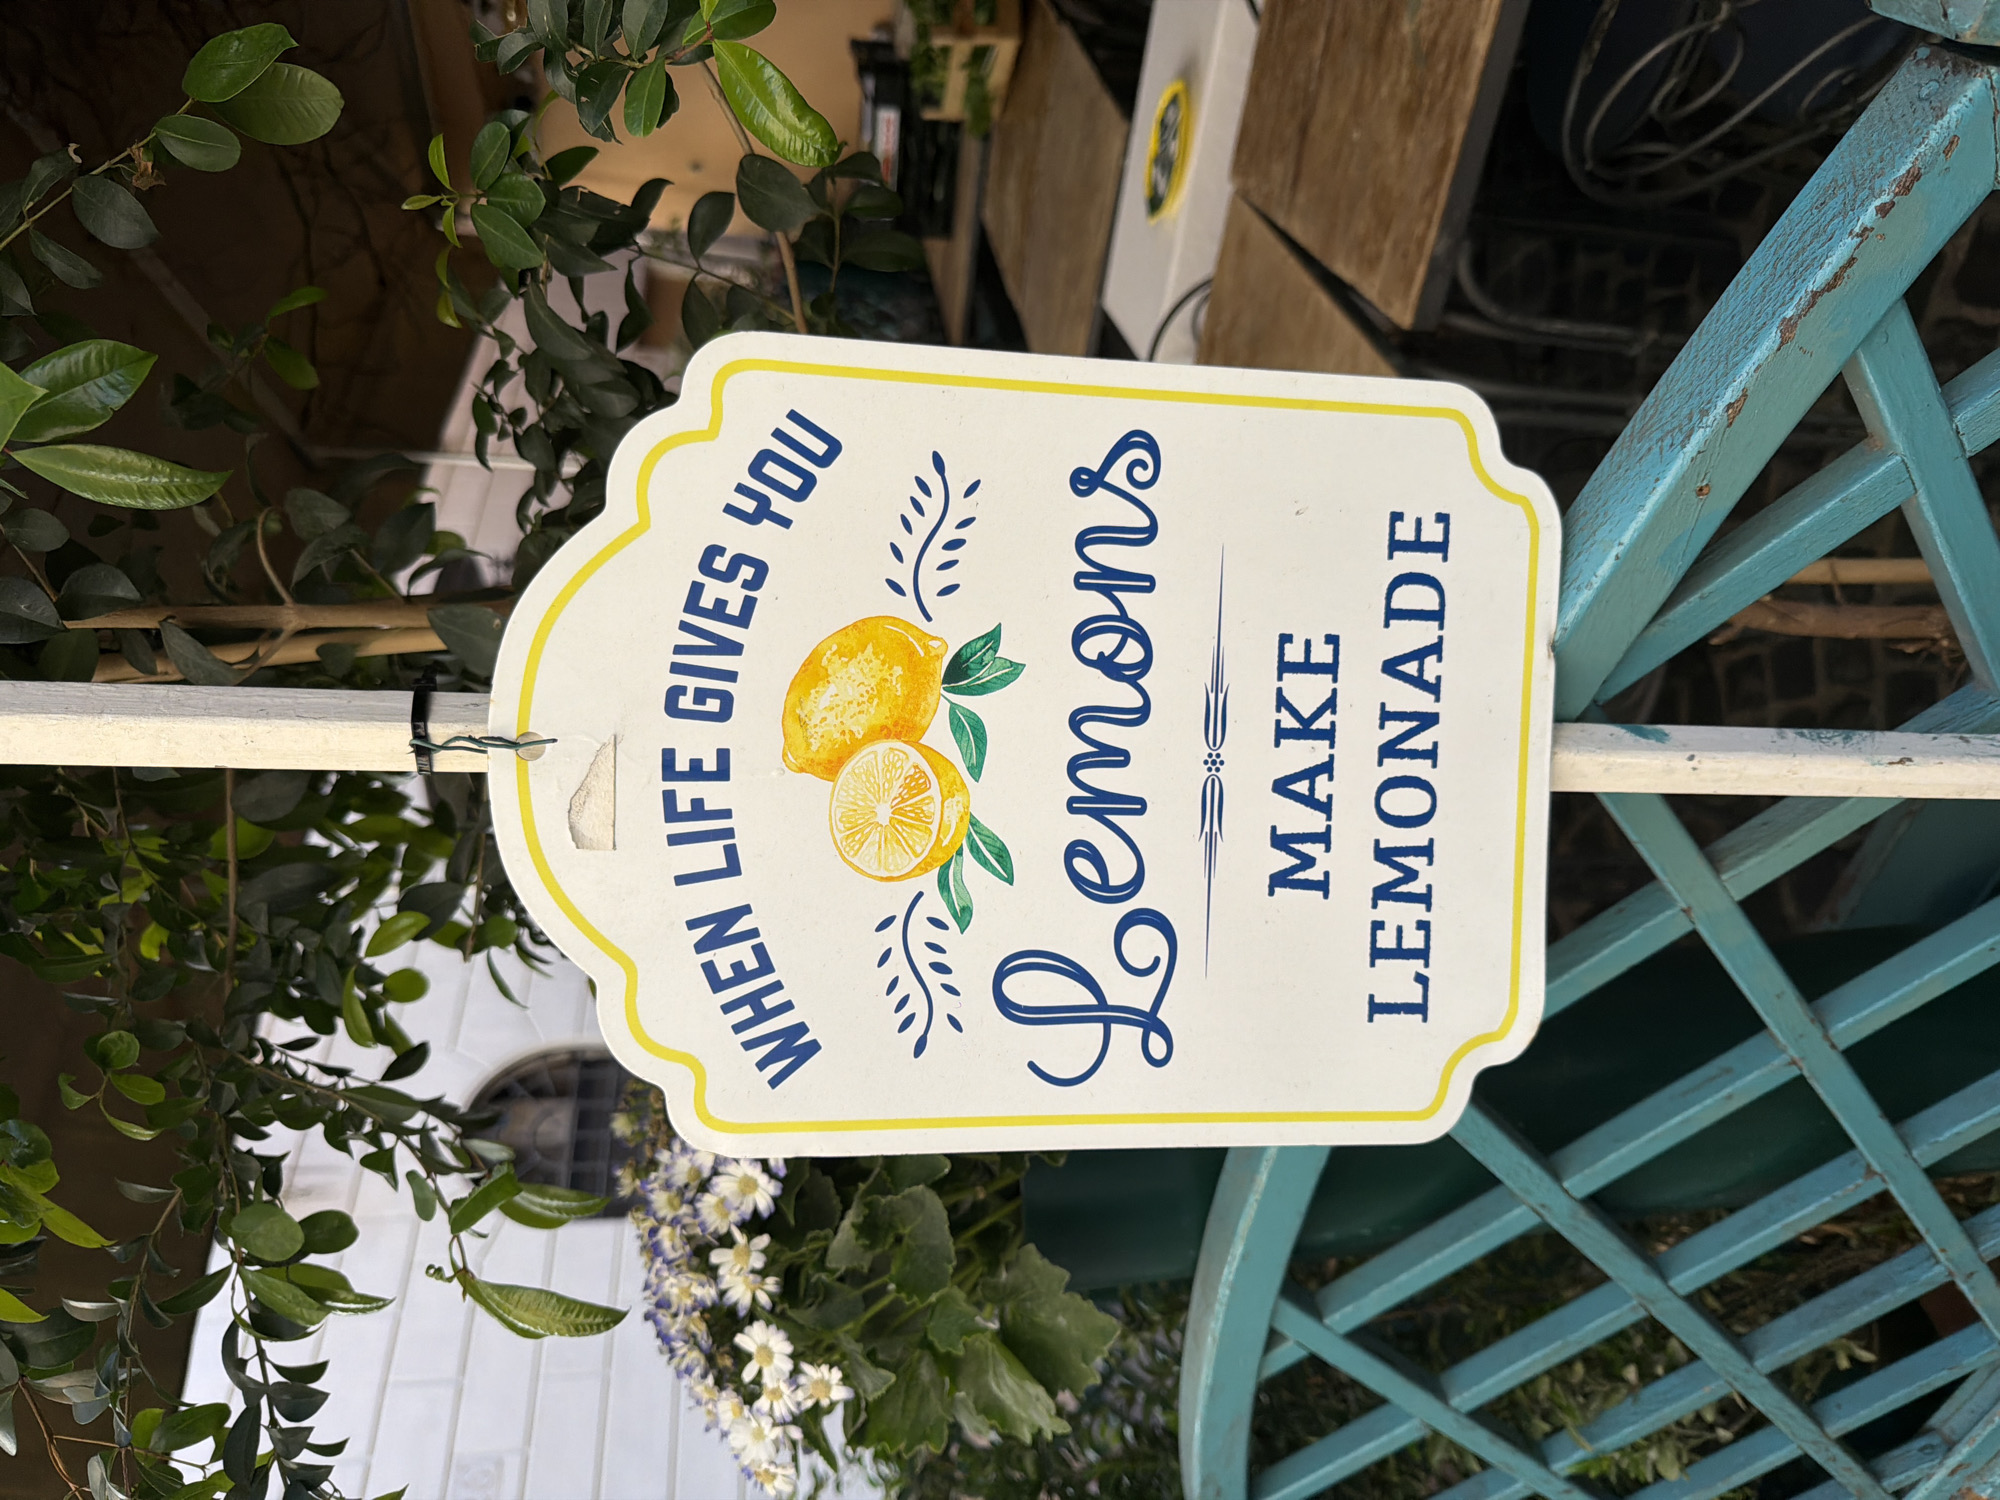 WHEN LIFE GIVES YOU
Lemons
MAKE
LEMONADE